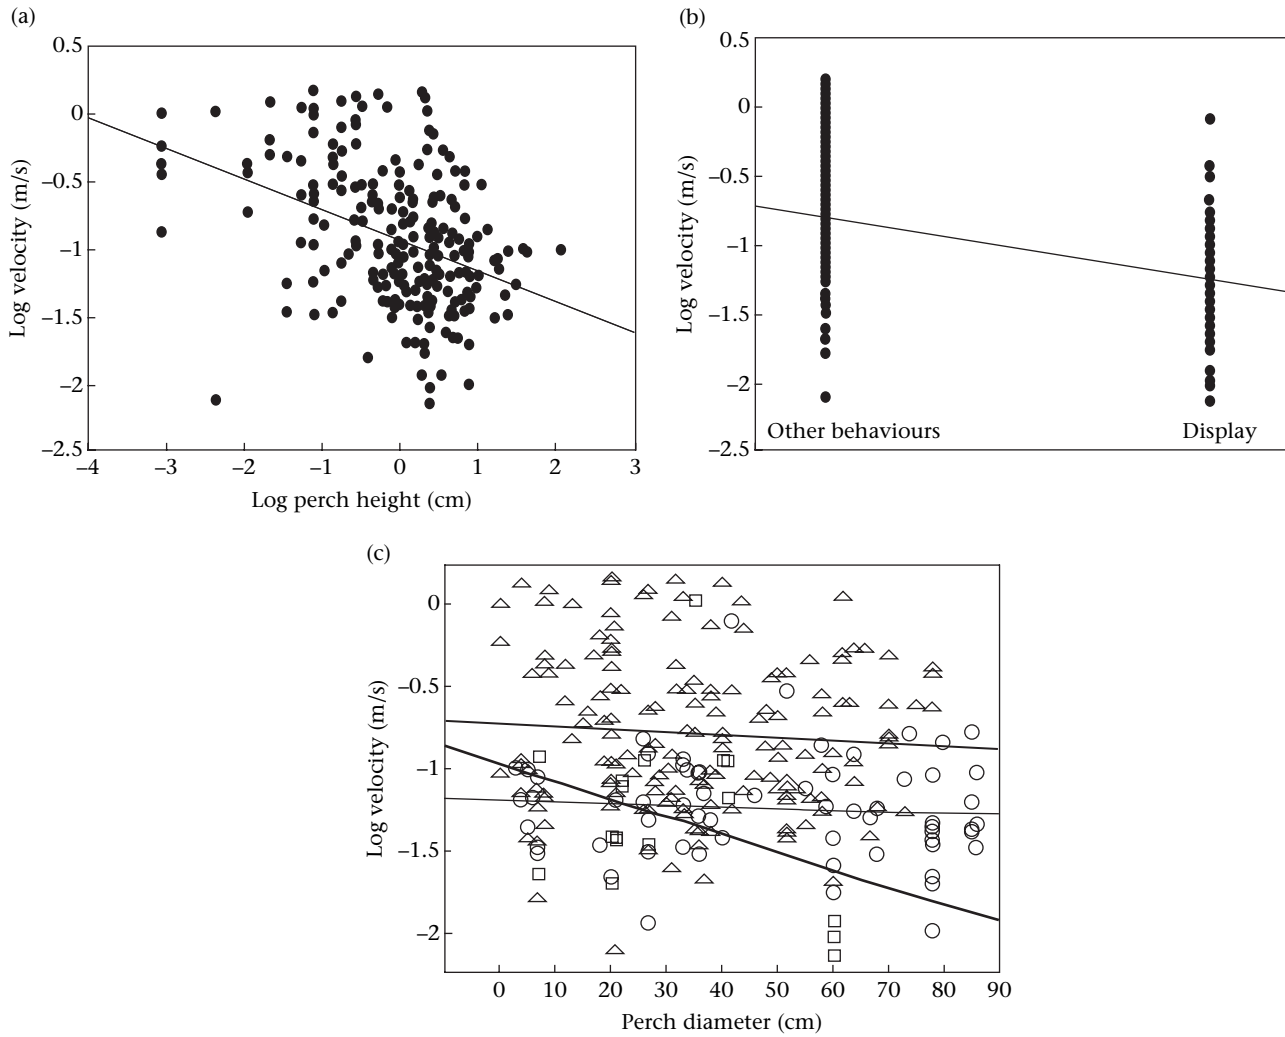 (a)
0.5
0
–0.5
–1
–1.5
–2
–2.5
–4 –3 –2 –1 0 1 2 3
Log velocity (m/s)
Log perch height (cm)
(b)
0.5
0
–0.5
–1
–1.5
–2
–2.5
Log velocity (m/s)
Other behaviours Display
(c)
0
–0.5
–1
–1.5
–2
0 10 20 30 40 50 60 70 80 90
Log velocity (m/s)
Perch diameter (cm)